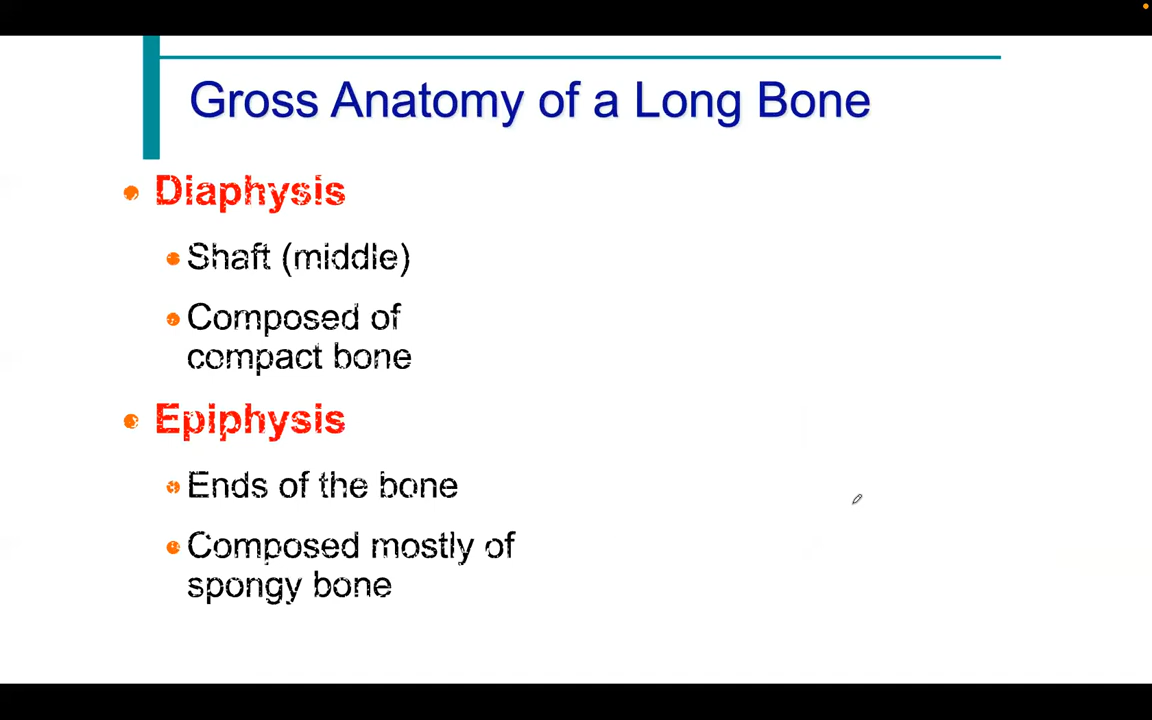 Gross Anatomy of a Long Bone
Diaphysis
Shaft (middle)
Composed of
compact bone
Epiphysis
Ends of the bone
Composed mostly of
spongy bone